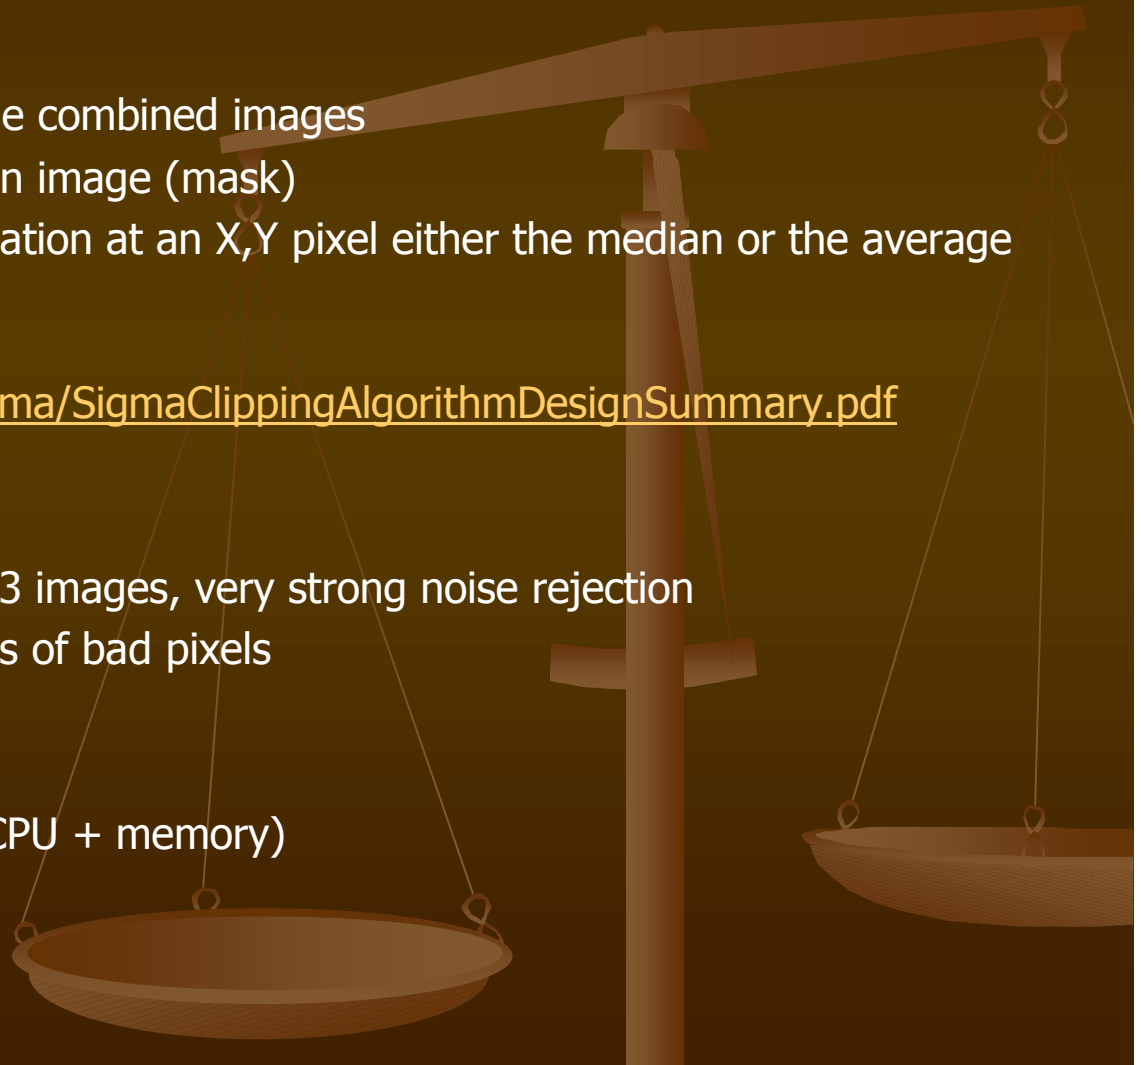 e combined images
n image (mask)
ation at an X,Y pixel either the median or the average
ma/SigmaClippingAlgorithmDesignSummary.pdf
3 images, very strong noise rejection
s of bad pixels
CPU + memory)